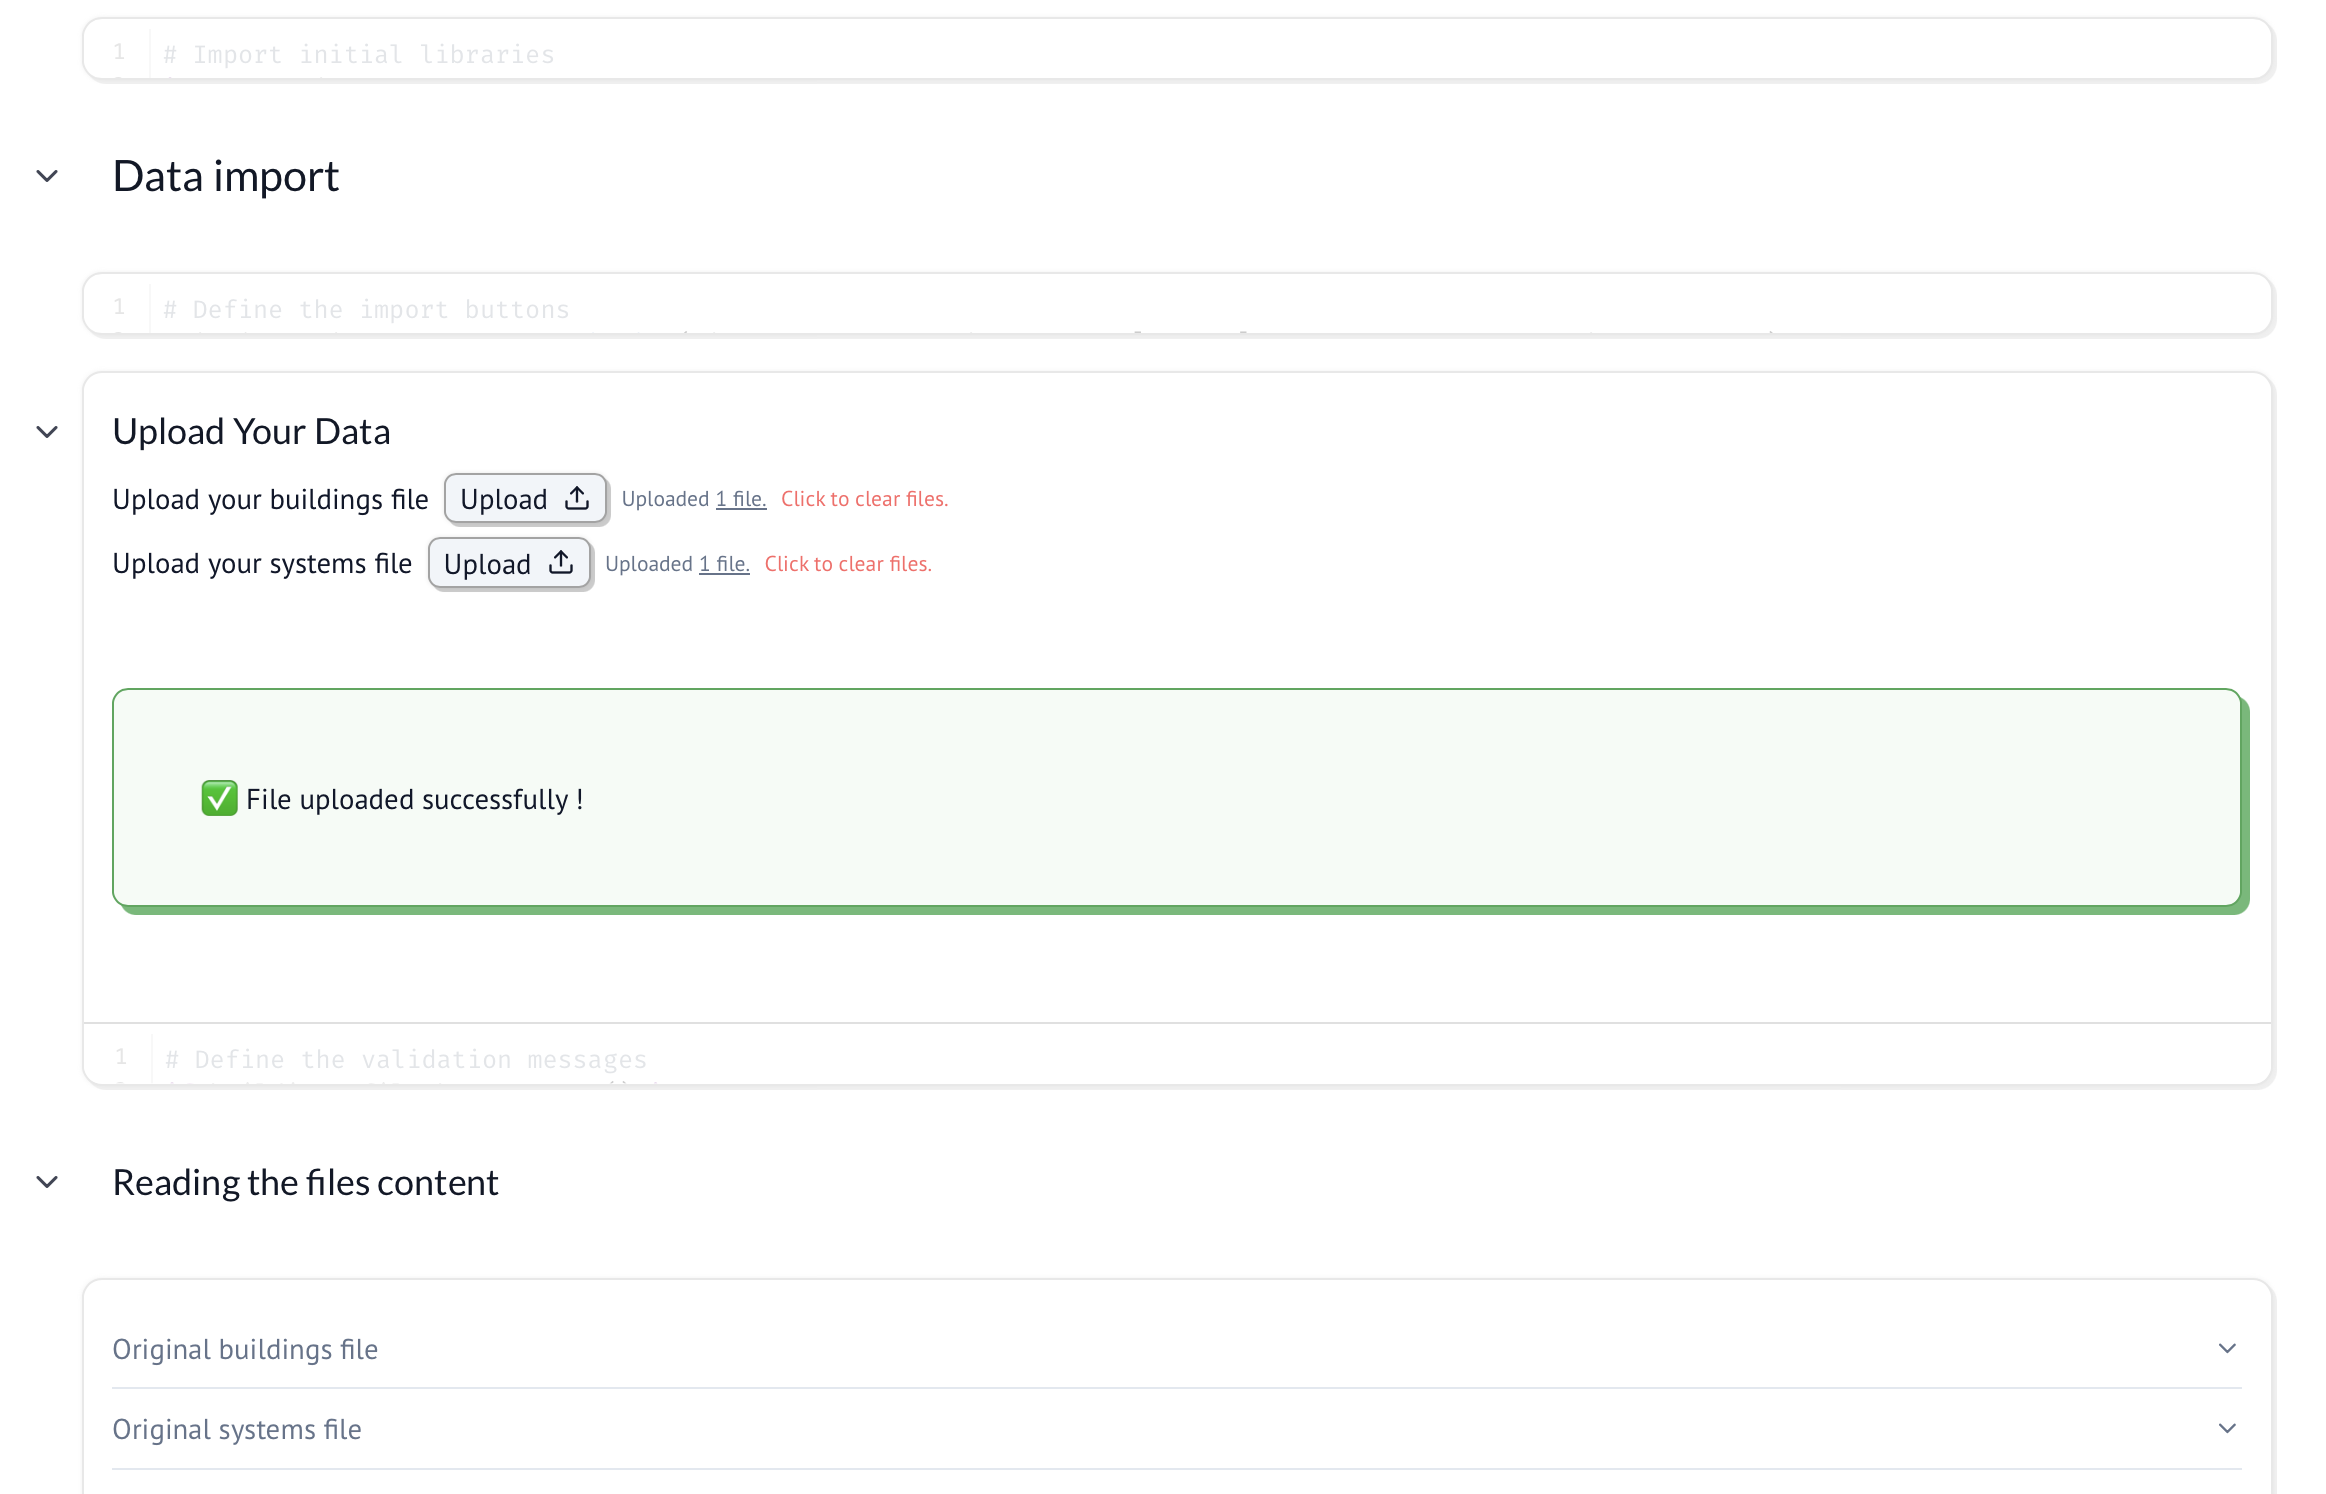 1 # Import initial libraries
Data import
1 # Define the import buttons
Upload Your Data
Upload your buildings file Upload Uploaded 1 file. Click to clear files.
Upload your systems file Upload Uploaded 1 file. Click to clear files.
✅ File uploaded successfully !
1 # Define the validation messages
Reading the files content
Original buildings file
Original systems file